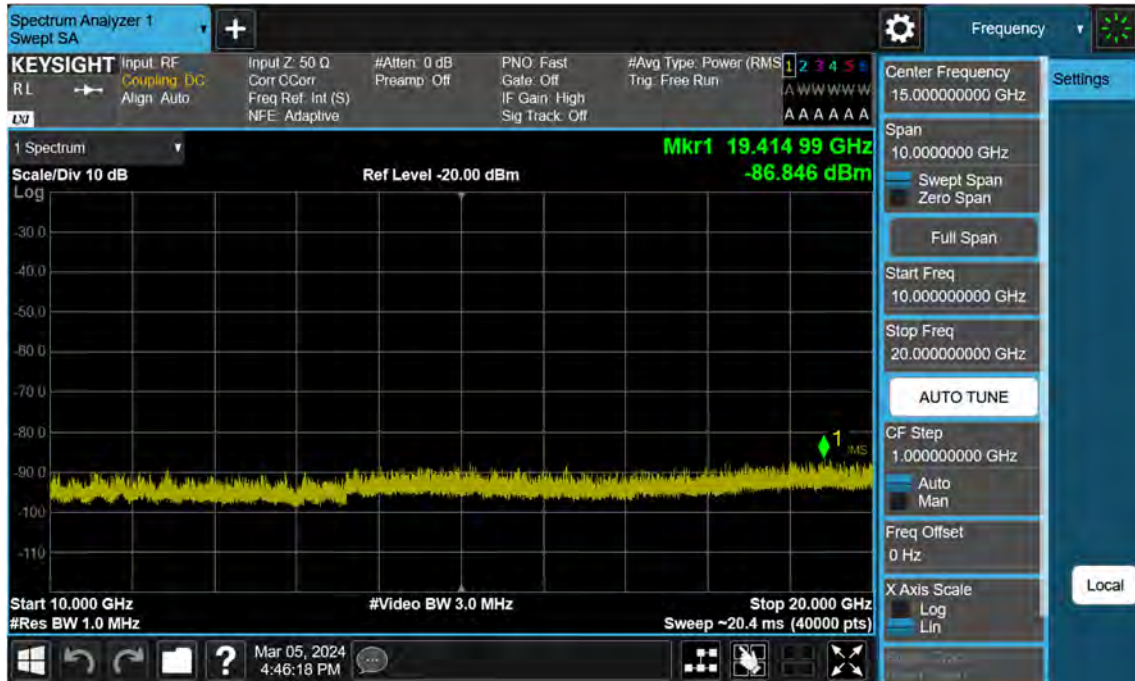 Spectrum Analyzer 1
Swept SA
+
Frequency
KEYSIGHT
R L
LXI
Input: RF
Coupling: DC
Align: Auto
Input Z: 50 Ω
Corr CCorr
Freq Ref: Int (S)
NFE: Adaptive
#Atten: 0 dB
Preamp: Off
PNO: Fast
Gate: Off
IF Gain: High
Sig Track: Off
#Avg Type: Power (RMS
Trig: Free Run
1 2 3 4 5 6
A W W W W W
A A A A A A
1 Spectrum
Mkr1 19.414 99 GHz
-86.846 dBm
Scale/Div 10 dB
Ref Level -20.00 dBm
Log
-30.0
-40.0
-50.0
-60.0
-70.0
-80.0
-90.0
-100
-110
1
Start 10.000 GHz
#Video BW 3.0 MHz
Stop 20.000 GHz
#Res BW 1.0 MHz
Sweep ~20.4 ms (40000 pts)
Center Frequency
15.000000000 GHz
Span
10.0000000 GHz
Swept Span
Zero Span
Full Span
Start Freq
10.000000000 GHz
Stop Freq
20.000000000 GHz
AUTO TUNE
CF Step
1.000000000 GHz
Auto
Man
Freq Offset
0 Hz
X Axis Scale
Log
Lin
Settings
Local
?
Mar 05, 2024
4:46:18 PM